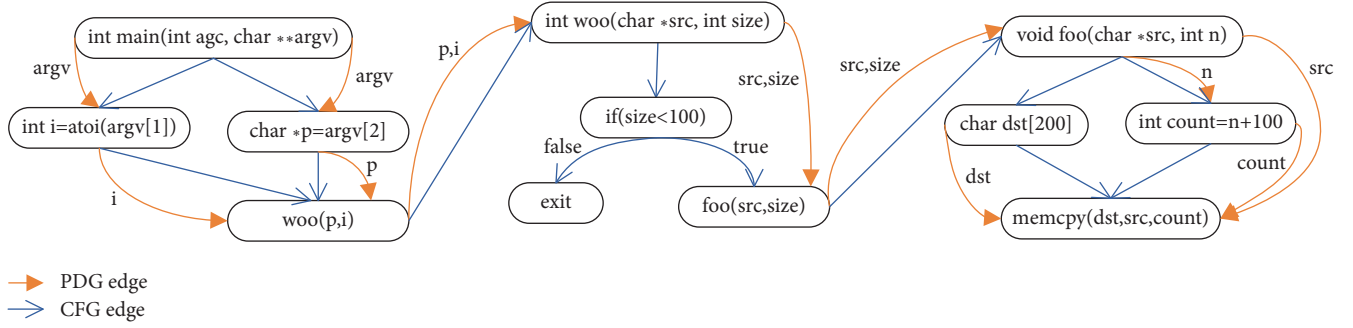 int main(int agc, char **argv)
argv
argv
int i=atoi(argv[1])
char *p=argv[2]
i
p
woo(p,i)
p,i
int woo(char *src, int size)
src,size
if(size<100)
false
true
exit
foo(src,size)
src,size
void foo(char *src, int n)
n
src
char dst[200]
int count=n+100
dst
count
memcpy(dst,src,count)
PDG edge
CFG edge